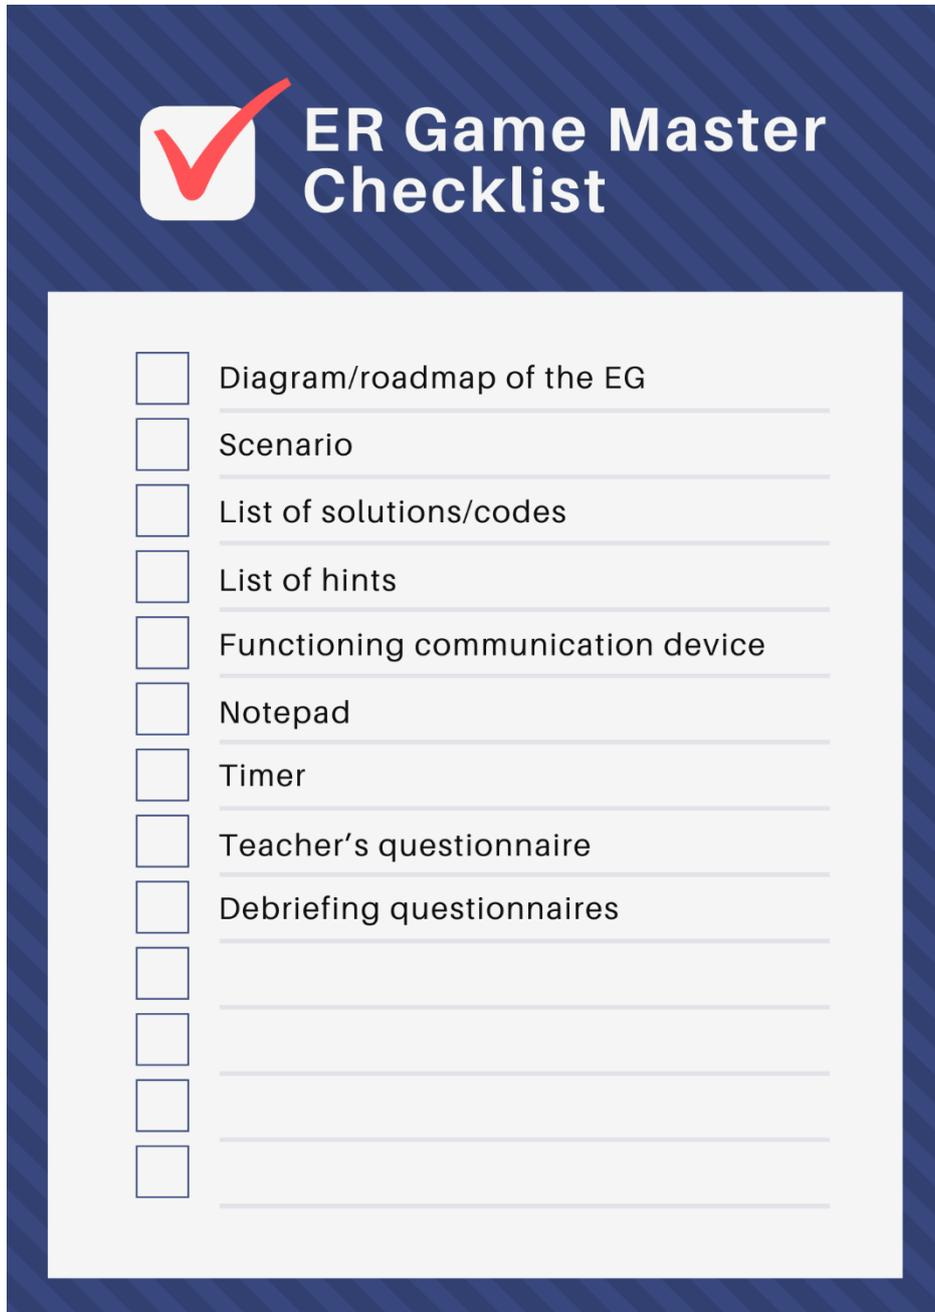 ER Game Master
Checklist
Diagram/roadmap of the EG
Scenario
List of solutions/codes
List of hints
Functioning communication device
Notepad
Timer
Teacher’s questionnaire
Debriefing questionnaires